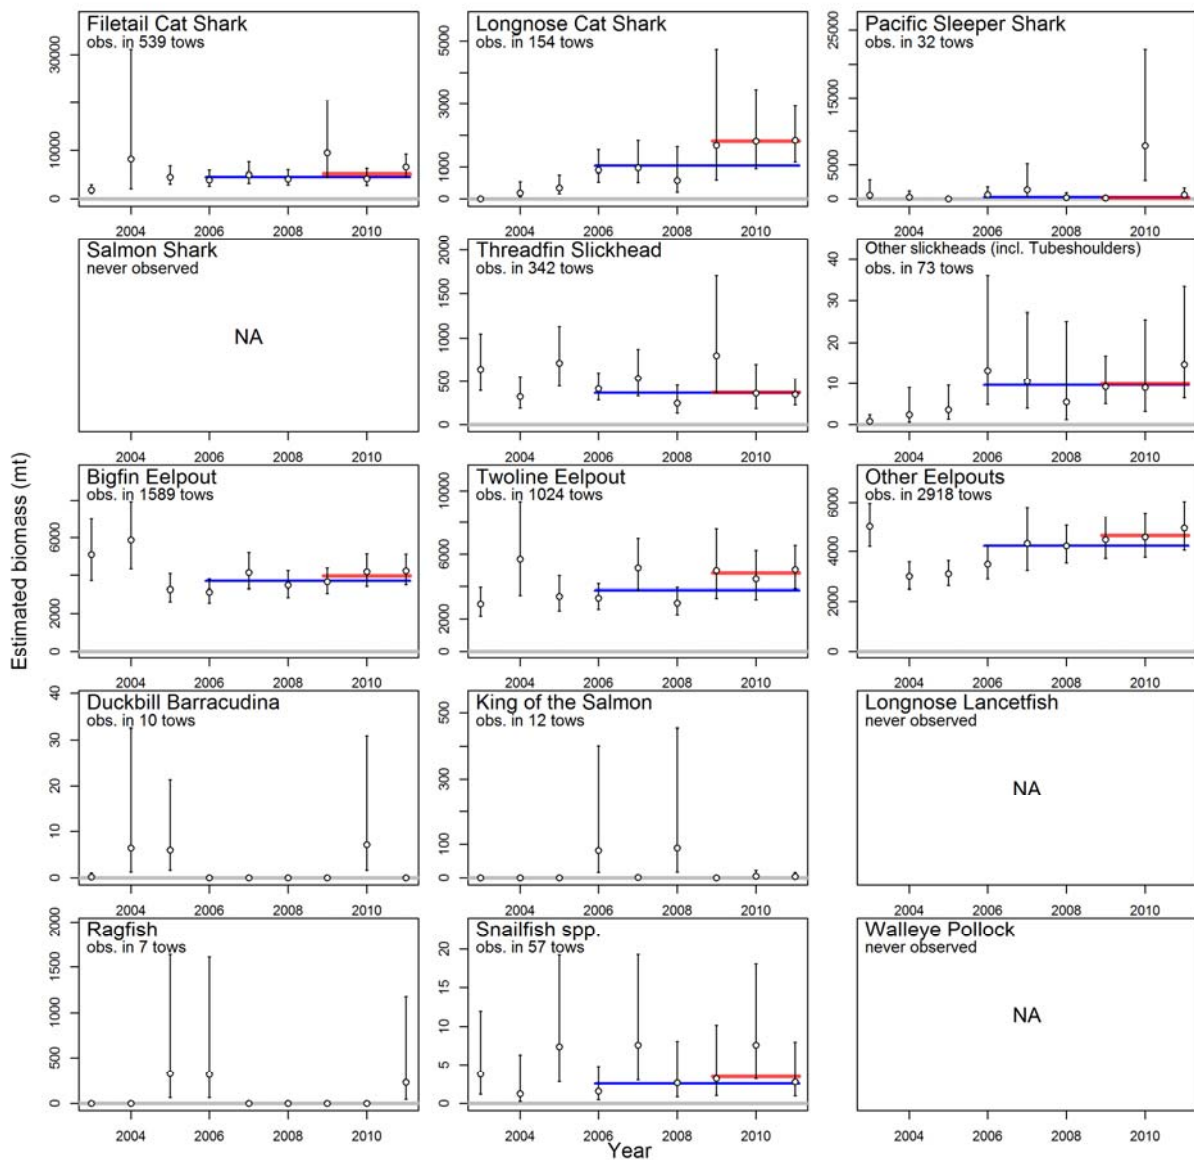 Filetail Cat Shark
obs. in 539 tows
0 10000 30000
2004 2006 2008 2010
Longnose Cat Shark
obs. in 154 tows
0 1000 3000 5000
2004 2006 2008 2010
Pacific Sleeper Shark
obs. in 32 tows
0 5000 15000 25000
2004 2006 2008 2010
Salmon Shark
never observed
NA
2004 2006 2008 2010
Threadfin Slickhead
obs. in 342 tows
0 500 1000 1500 2000
2004 2006 2008 2010
Other slickheads (incl. Tubeshoulders)
obs. in 73 tows
0 10 20 30 40
2004 2006 2008 2010
Estimated biomass (mt)
Bigfin Eelpout
obs. in 1589 tows
0 2000 6000
2004 2006 2008 2010
Twoline Eelpout
obs. in 1024 tows
0 2000 6000 10000
2004 2006 2008 2010
Other Eelpouts
obs. in 2918 tows
0 2000 4000 6000
2004 2006 2008 2010
Duckbill Barracudina
obs. in 10 tows
0 10 20 30 40
2004 2006 2008 2010
King of the Salmon
obs. in 12 tows
0 100 300 500
2004 2006 2008 2010
Longnose Lancetfish
never observed
NA
2004 2006 2008 2010
Ragfish
obs. in 7 tows
0 500 1000 1500 2000
2004 2006 2008 2010
Snailfish spp.
obs. in 57 tows
0 5 10 15 20
2004 2006 2008 2010
Walleye Pollock
never observed
NA
2004 2006 2008 2010
Year